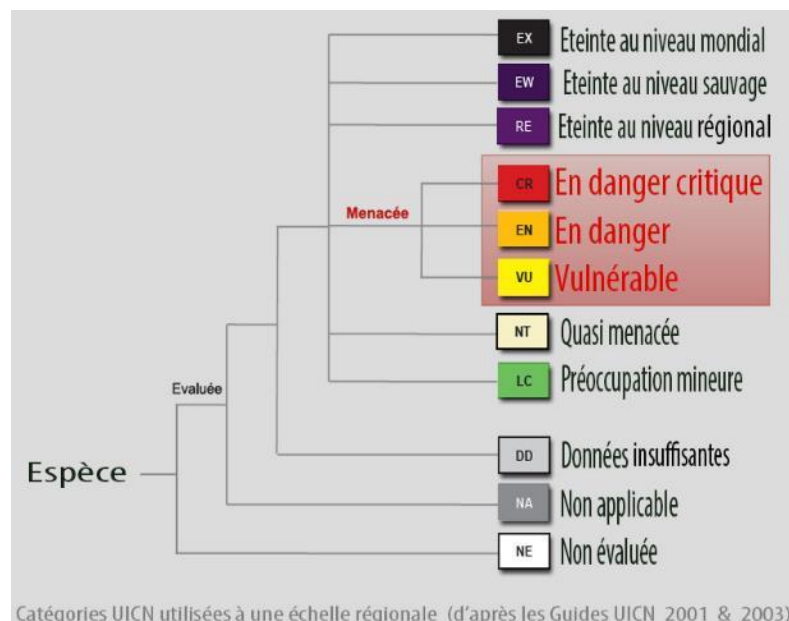 EX Eteinte au niveau mondial
EW Eteinte au niveau sauvage
RE Eteinte au niveau régional
CR En danger critique
Menacée
EN En danger
VU Vulnérable
NT Quasi menacée
LC Préoccupation mineure
Evaluée
DD Données insuffisantes
Espèce
NA Non applicable
NE Non évaluée
Catégories UICN utilisées à une échelle régionale (d'après les Guides UICN 2001 & 2003)